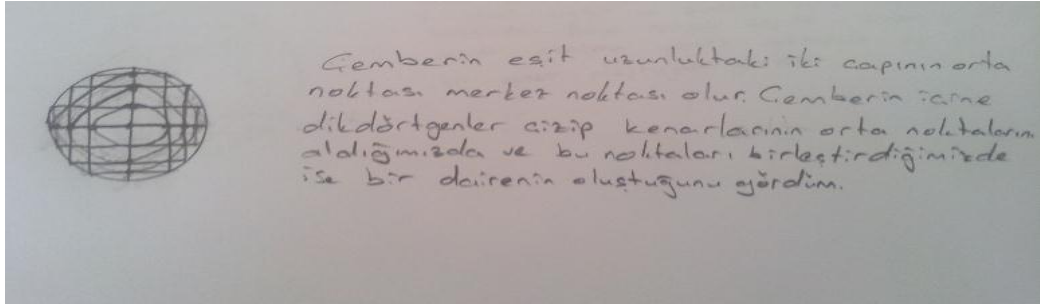 Çemberin eşit uzunluktaki iki çapının orta
noktası merkez noktası olur. Çemberin içine
dikdörtgenler çizip kenarlarının orta noktalarını
aldığımızda ve bu noktaları birleştirdiğimizde
ise bir dairenin oluştuğunu gördüm.